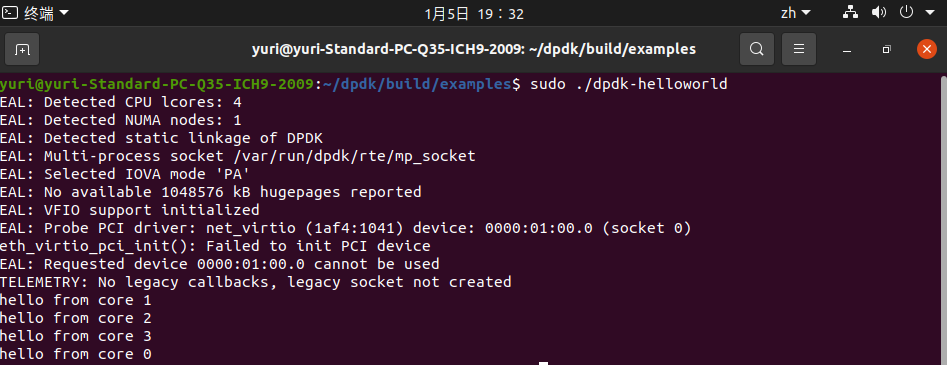 终端
1月5日 19：32
zh
yuri@yuri-Standard-PC-Q35-ICH9-2009: ~/dpdk/build/examples
yuri@yuri-Standard-PC-Q35-ICH9-2009:~/dpdk/build/examples$ sudo ./dpdk-helloworld
EAL: Detected CPU lcores: 4
EAL: Detected NUMA nodes: 1
EAL: Detected static linkage of DPDK
EAL: Multi-process socket /var/run/dpdk/rte/mp_socket
EAL: Selected IOVA mode 'PA'
EAL: No available 1048576 kB hugepages reported
EAL: VFIO support initialized
EAL: Probe PCI driver: net_virtio (1af4:1041) device: 0000:01:00.0 (socket 0)
eth_virtio_pci_init(): Failed to init PCI device
EAL: Requested device 0000:01:00.0 cannot be used
TELEMETRY: No legacy callbacks, legacy socket not created
hello from core 1
hello from core 2
hello from core 3
hello from core 0